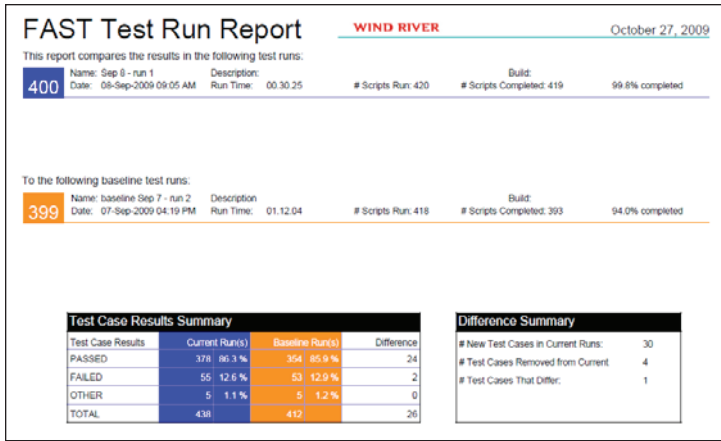 FAST Test Run Report
WIND RIVER
October 27, 2009
This report compares the results in the following test runs:
400
Name: Sep 8 - run 1 Description: Build:
Date: 08-Sep-2009 09:05 AM Run Time: 00.30.25 # Scripts Run: 420 # Scripts Completed: 419 99.8% completed
To the following baseline test runs:
399
Name: baseline Sep 7 - run 2 Description Build:
Date: 07-Sep-2009 04:19 PM Run Time: 01.12.04 # Scripts Run: 418 # Scripts Completed: 393 94.0% completed
Test Case Results Summary
Test Case Results Current Run(s) Baseline Run(s) Difference
PASSED 378 86.3 % 354 85.9 % 24
FAILED 55 12.6 % 53 12.9 % 2
OTHER 5 1.1 % 5 1.2 % 0
TOTAL 438 412 26
Difference Summary
# New Test Cases in Current Runs: 30
# Test Cases Removed from Current 4
# Test Cases That Differ: 1